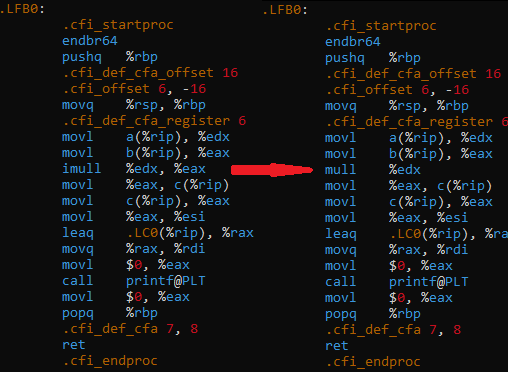 .LFB0:
.cfi_startproc
endbr64
pushq %rbp
.cfi_def_cfa_offset 16
.cfi_offset 6, -16
movq %rsp, %rbp
.cfi_def_cfa_register 6
movl a(%rip), %edx
movl b(%rip), %eax
imull %edx, %eax
movl %eax, c(%rip)
movl c(%rip), %eax
movl %eax, %esi
leaq .LC0(%rip), %rax
movq %rax, %rdi
movl $0, %eax
call printf@PLT
movl $0, %eax
popq %rbp
.cfi_def_cfa 7, 8
ret
.cfi_endproc
.LFB0:
.cfi_startproc
endbr64
pushq %rbp
.cfi_def_cfa_offset 16
.cfi_offset 6, -16
movq %rsp, %rbp
.cfi_def_cfa_register 6
movl a(%rip), %edx
movl b(%rip), %eax
mull %edx
movl %eax, c(%rip)
movl c(%rip), %eax
movl %eax, %esi
leaq .LC0(%rip), %ra
movq %rax, %rdi
movl $0, %eax
call printf@PLT
movl $0, %eax
popq %rbp
.cfi_def_cfa 7, 8
ret
.cfi_endproc